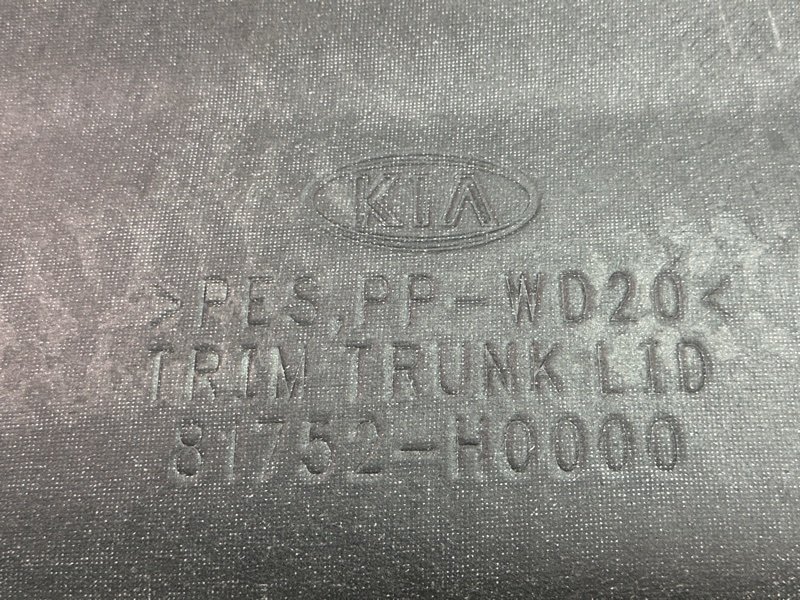 KIA
>PES,PP-WD20<
TRIM TRUNK LID
81752-H0000